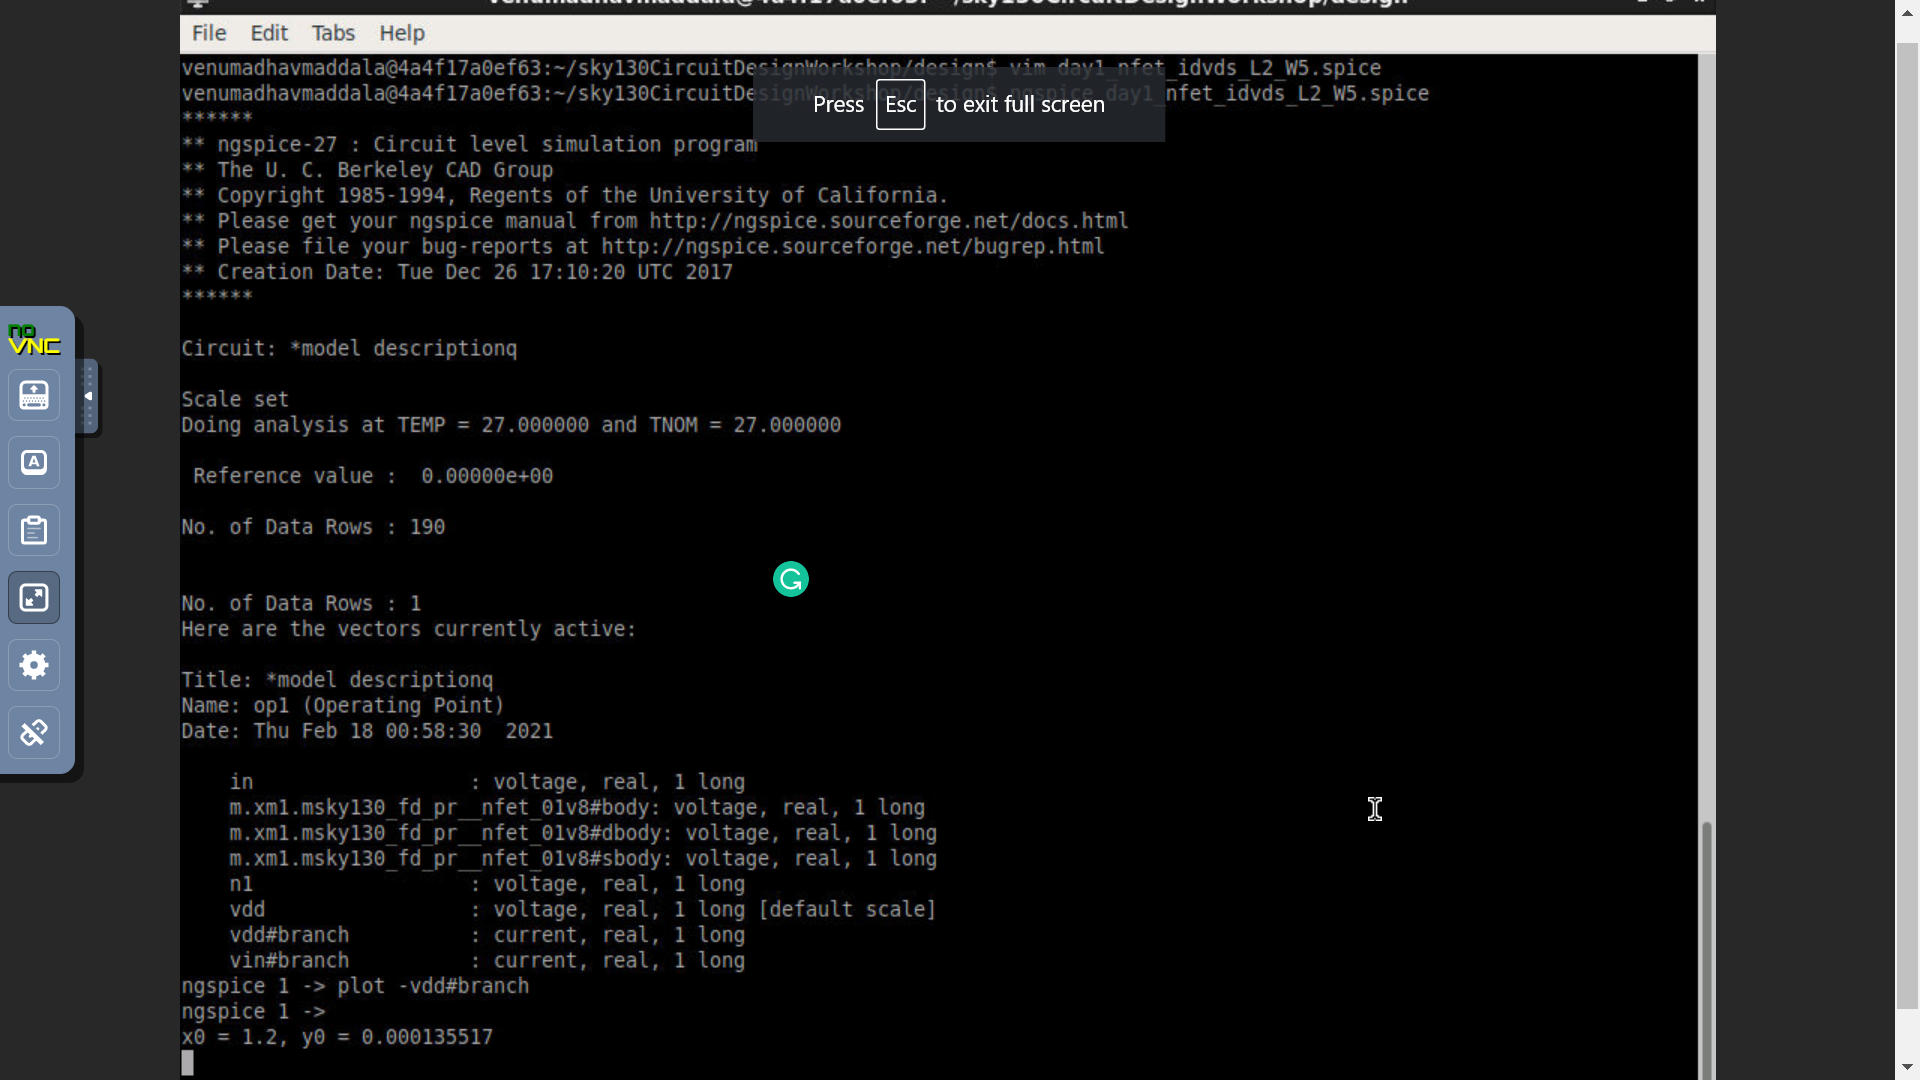 venumadhavmaddala@4a4f17a0ef63: ~/sky130CircuitDesignWorkshop/design
File Edit Tabs Help
venumadhavmaddala@4a4f17a0ef63:~/sky130CircuitDesignWorkshop/design$ vim day1_nfet_idvds_L2_W5.spice
venumadhavmaddala@4a4f17a0ef63:~/sky130CircuitDesignWorkshop/design$ ngspice day1_nfet_idvds_L2_W5.spice
Press Esc to exit full screen
******
** ngspice-27 : Circuit level simulation program
** The U. C. Berkeley CAD Group
** Copyright 1985-1994, Regents of the University of California.
** Please get your ngspice manual from http://ngspice.sourceforge.net/docs.html
** Please file your bug-reports at http://ngspice.sourceforge.net/bugrep.html
** Creation Date: Tue Dec 26 17:10:20 UTC 2017
******
no
VNC
A
Circuit: *model descriptionq
Scale set
Doing analysis at TEMP = 27.000000 and TNOM = 27.000000
Reference value :  0.00000e+00
No. of Data Rows : 190
G
No. of Data Rows : 1
Here are the vectors currently active:
Title: *model descriptionq
Name: op1 (Operating Point)
Date: Thu Feb 18 00:58:30  2021
in : voltage, real, 1 long
m.xm1.msky130_fd_pr__nfet_01v8#body: voltage, real, 1 long
m.xm1.msky130_fd_pr__nfet_01v8#dbody: voltage, real, 1 long
m.xm1.msky130_fd_pr__nfet_01v8#sbody: voltage, real, 1 long
n1 : voltage, real, 1 long
vdd : voltage, real, 1 long [default scale]
vdd#branch : current, real, 1 long
vin#branch : current, real, 1 long
ngspice 1 -> plot -vdd#branch
ngspice 1 ->
x0 = 1.2, y0 = 0.000135517